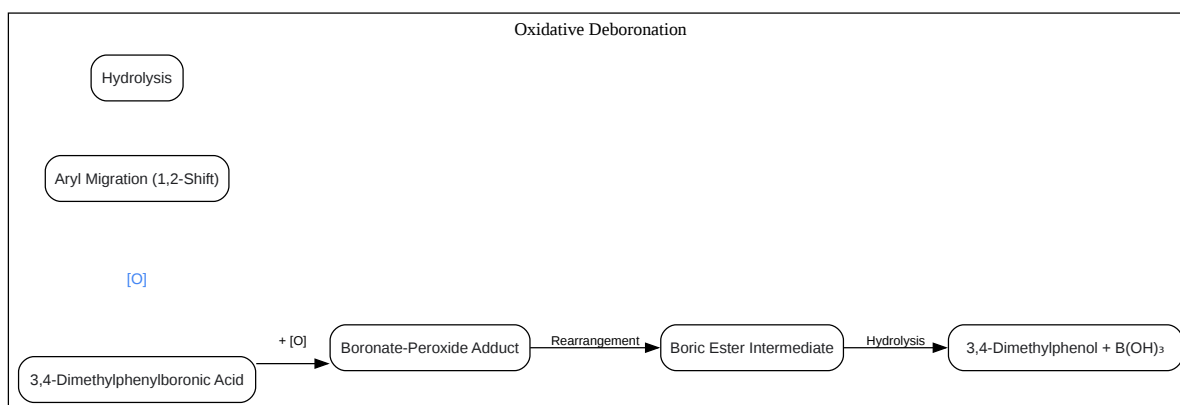 Oxidative Deboronation
Hydrolysis
Aryl Migration (1,2-Shift)
[O]
+ [O]
3,4-Dimethylphenylboronic Acid
Boronate-Peroxide Adduct
Rearrangement
Boric Ester Intermediate
Hydrolysis
3,4-Dimethylphenol + B(OH)₃